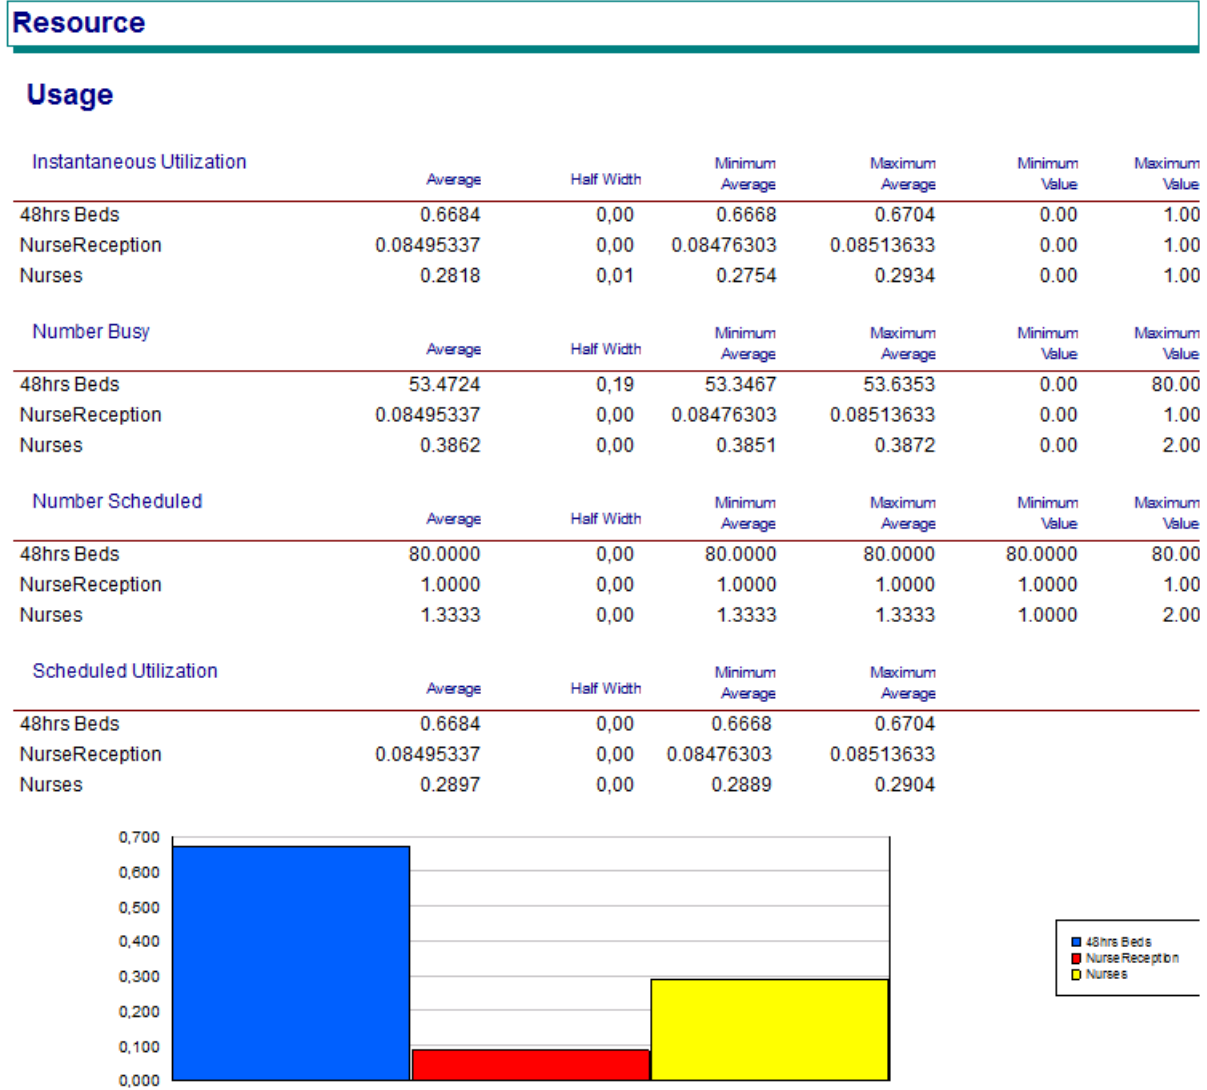 Resource
Usage
Instantaneous Utilization Average Half Width Minimum Average Maximum Average Minimum Value Maximum Value
48hrs Beds 0.6684 0,00 0.6668 0.6704 0.00 1.00
NurseReception 0.08495337 0,00 0.08476303 0.08513633 0.00 1.00
Nurses 0.2818 0,01 0.2754 0.2934 0.00 1.00
Number Busy Average Half Width Minimum Average Maximum Average Minimum Value Maximum Value
48hrs Beds 53.4724 0,19 53.3467 53.6353 0.00 80.00
NurseReception 0.08495337 0,00 0.08476303 0.08513633 0.00 1.00
Nurses 0.3862 0,00 0.3851 0.3872 0.00 2.00
Number Scheduled Average Half Width Minimum Average Maximum Average Minimum Value Maximum Value
48hrs Beds 80.0000 0,00 80.0000 80.0000 80.0000 80.00
NurseReception 1.0000 0,00 1.0000 1.0000 1.0000 1.00
Nurses 1.3333 0,00 1.3333 1.3333 1.0000 2.00
Scheduled Utilization Average Half Width Minimum Average Maximum Average
48hrs Beds 0.6684 0,00 0.6668 0.6704
NurseReception 0.08495337 0,00 0.08476303 0.08513633
Nurses 0.2897 0,00 0.2889 0.2904
0,700
0,600
0,500
0,400
0,300
0,200
0,100
0,000
48hrs Beds
NurseReception
Nurses